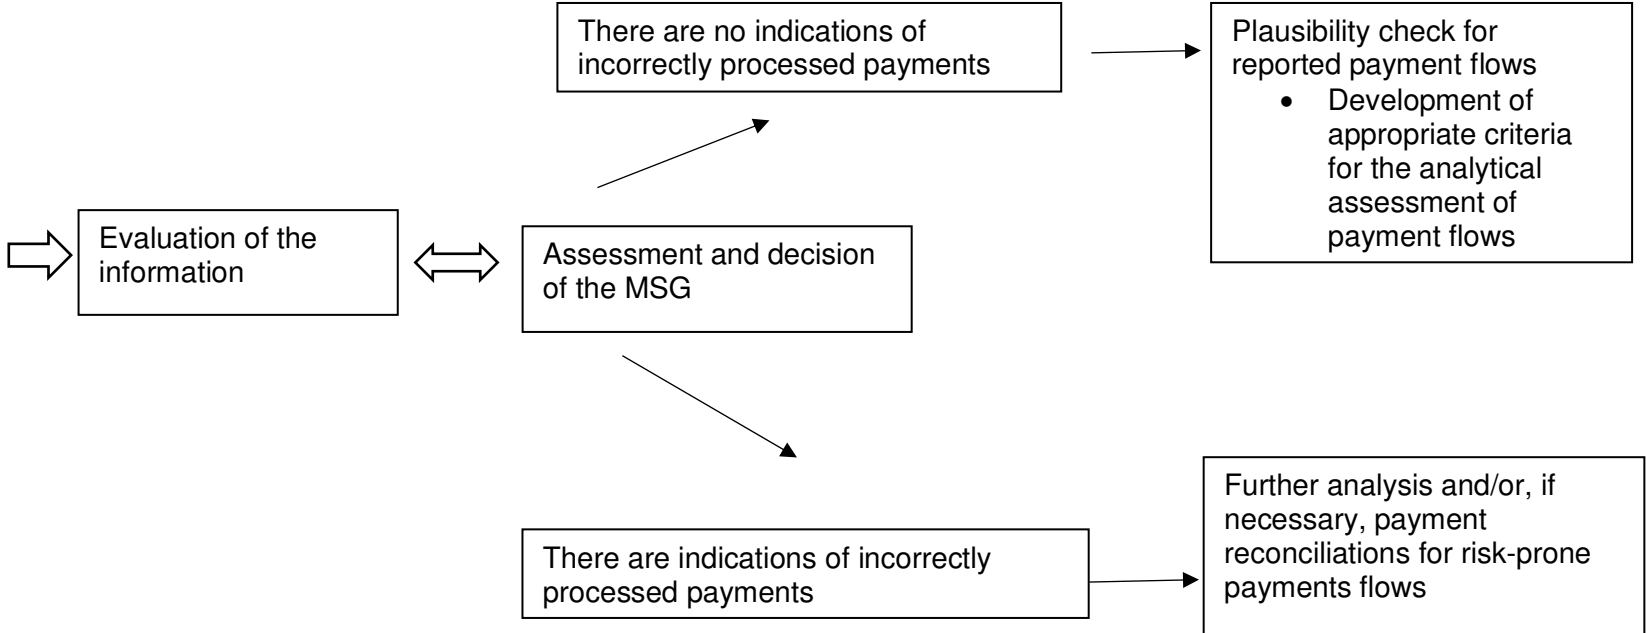 There are no indications of
incorrectly processed payments
Plausibility check for
reported payment flows
• Development of
appropriate criteria
for the analytical
assessment of
payment flows
Evaluation of the
information
Assessment and decision
of the MSG
There are indications of incorrectly
processed payments
Further analysis and/or, if
necessary, payment
reconciliations for risk-prone
payments flows